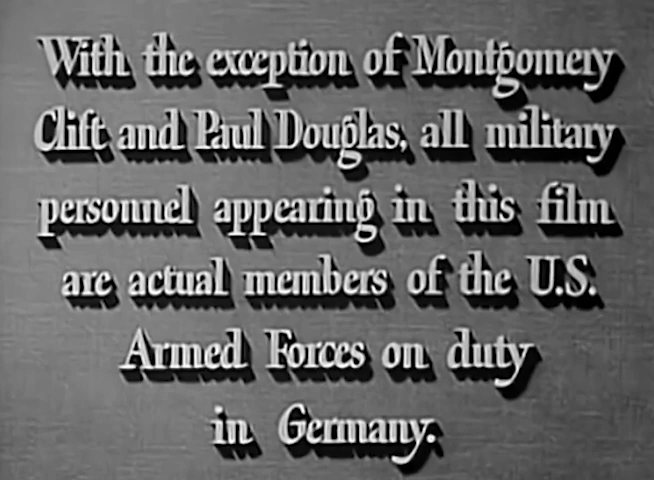 With the exception of Montgomery
Clift and Paul Douglas, all military
personnel appearing in this film
are actual members of the U.S.
Armed Forces on duty
in Germany.